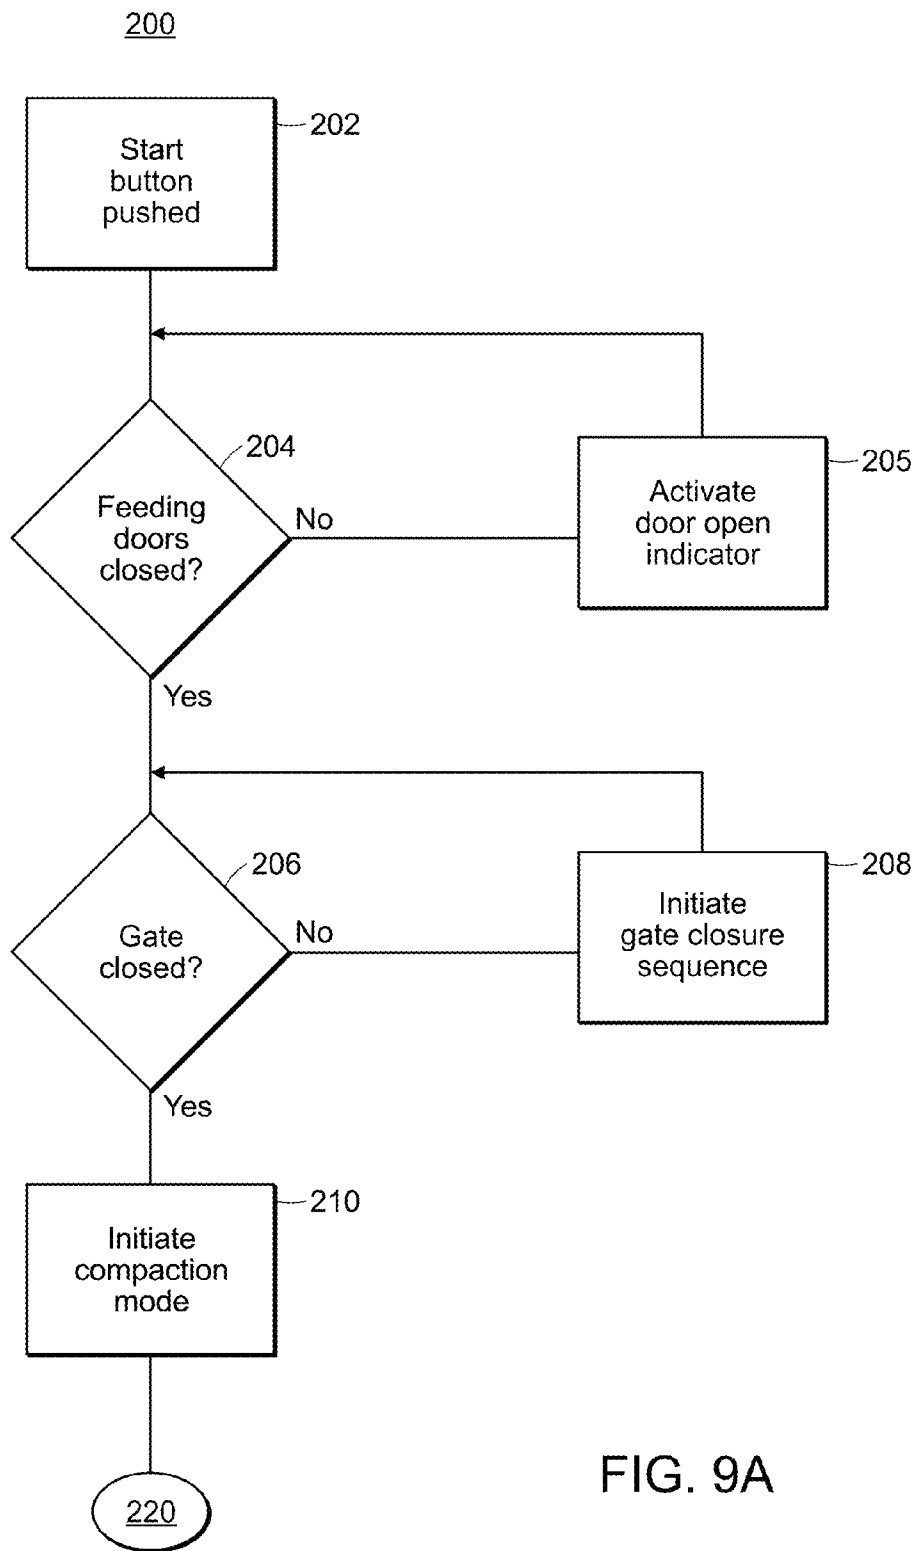 200
Start
button
pushed
202
Feeding
doors
closed?
204
No
Activate
door open
indicator
205
Yes
Gate
closed?
206
No
Initiate
gate closure
sequence
208
Yes
Initiate
compaction
mode
210
220
FIG. 9A